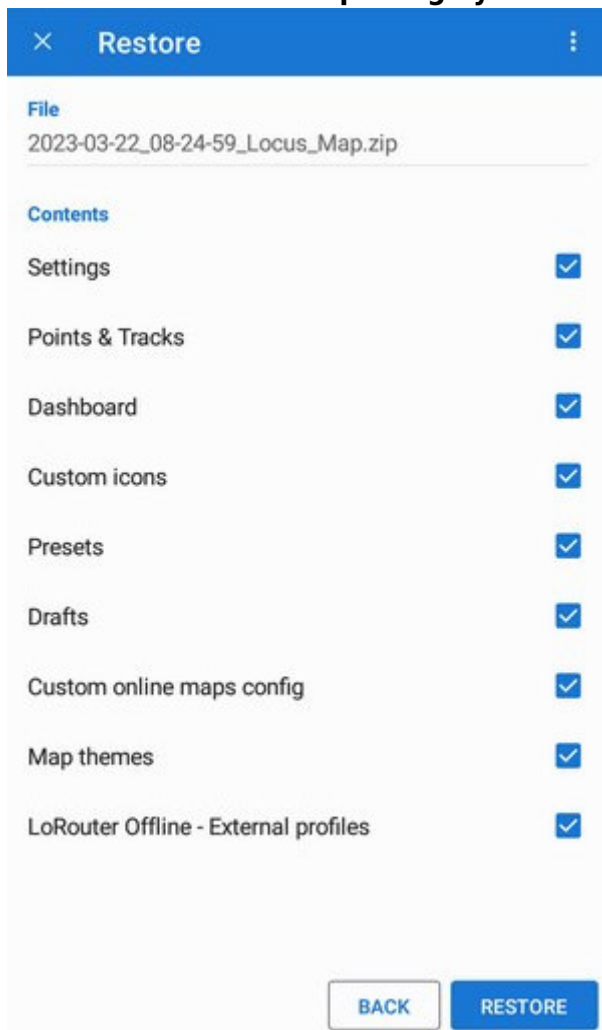 Restore
File
2023-03-22_08-24-59_Locus_Map.zip
Contents
Settings
Points & Tracks
Dashboard
Custom icons
Presets
Drafts
Custom online maps config
Map themes
LoRouter Offline - External profiles
BACK RESTORE